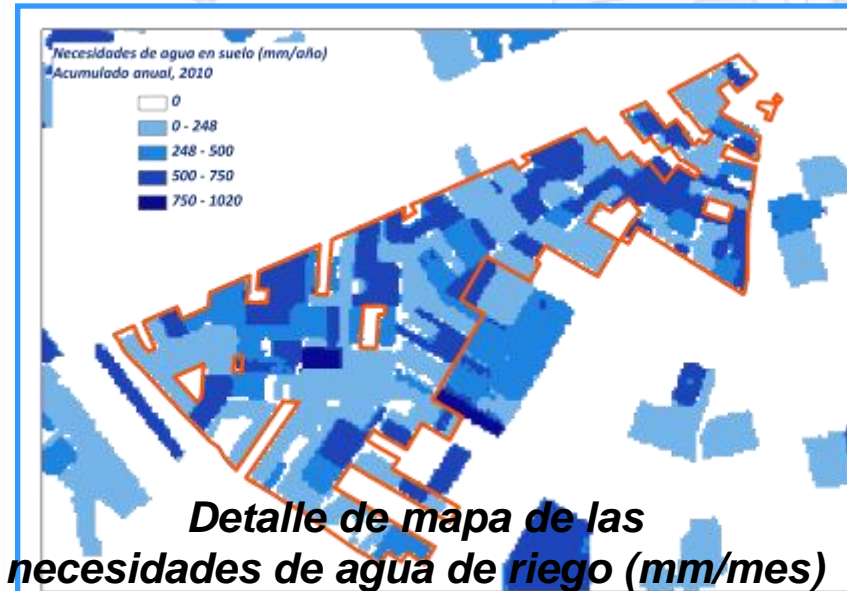 Necesidades de agua en suelo (mm/año)
Acumulado anual, 2010
0
0 - 248
248 - 500
500 - 750
750 - 1020
Detalle de mapa de las
necesidades de agua de riego (mm/mes)